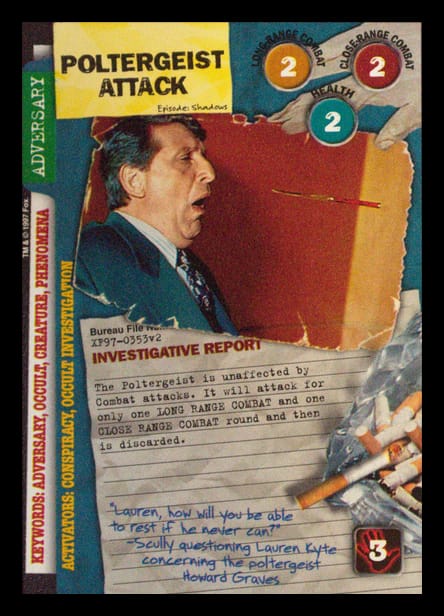 POLTERGEIST
ATTACK
Episode: Shadows
LONG-RANGE COMBAT
2
CLOSE-RANGE COMBAT
2
HEALTH
2
ADVERSARY
TM & © 1997 Fox.
KEYWORDS: ADVERSARY, OCCULT, CREATURE, PHENOMENA
ACTIVATORS: CONSPIRACY, OCCULT INVESTIGATION
Bureau File
XF97-0353v2
INVESTIGATIVE REPORT
The Poltergeist is unaffected by
Combat attacks. It will attack for
only one LONG RANGE COMBAT and one
CLOSE RANGE COMBAT round and then
is discarded.
"Lauren, how will you be able
to rest if he never can?"
-Scully questioning Lauren Kyte
concerning the poltergeist
Howard Graves
3